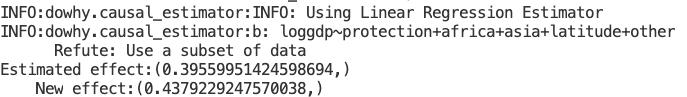 INFO:dowhy.causal_estimator:INFO: Using Linear Regression Estimator
INFO:dowhy.causal_estimator:b: loggdp~protection+africa+asia+latitude+other
Refute: Use a subset of data
Estimated effect:(0.39559951424598694,)
New effect:(0.4379229247570038,)